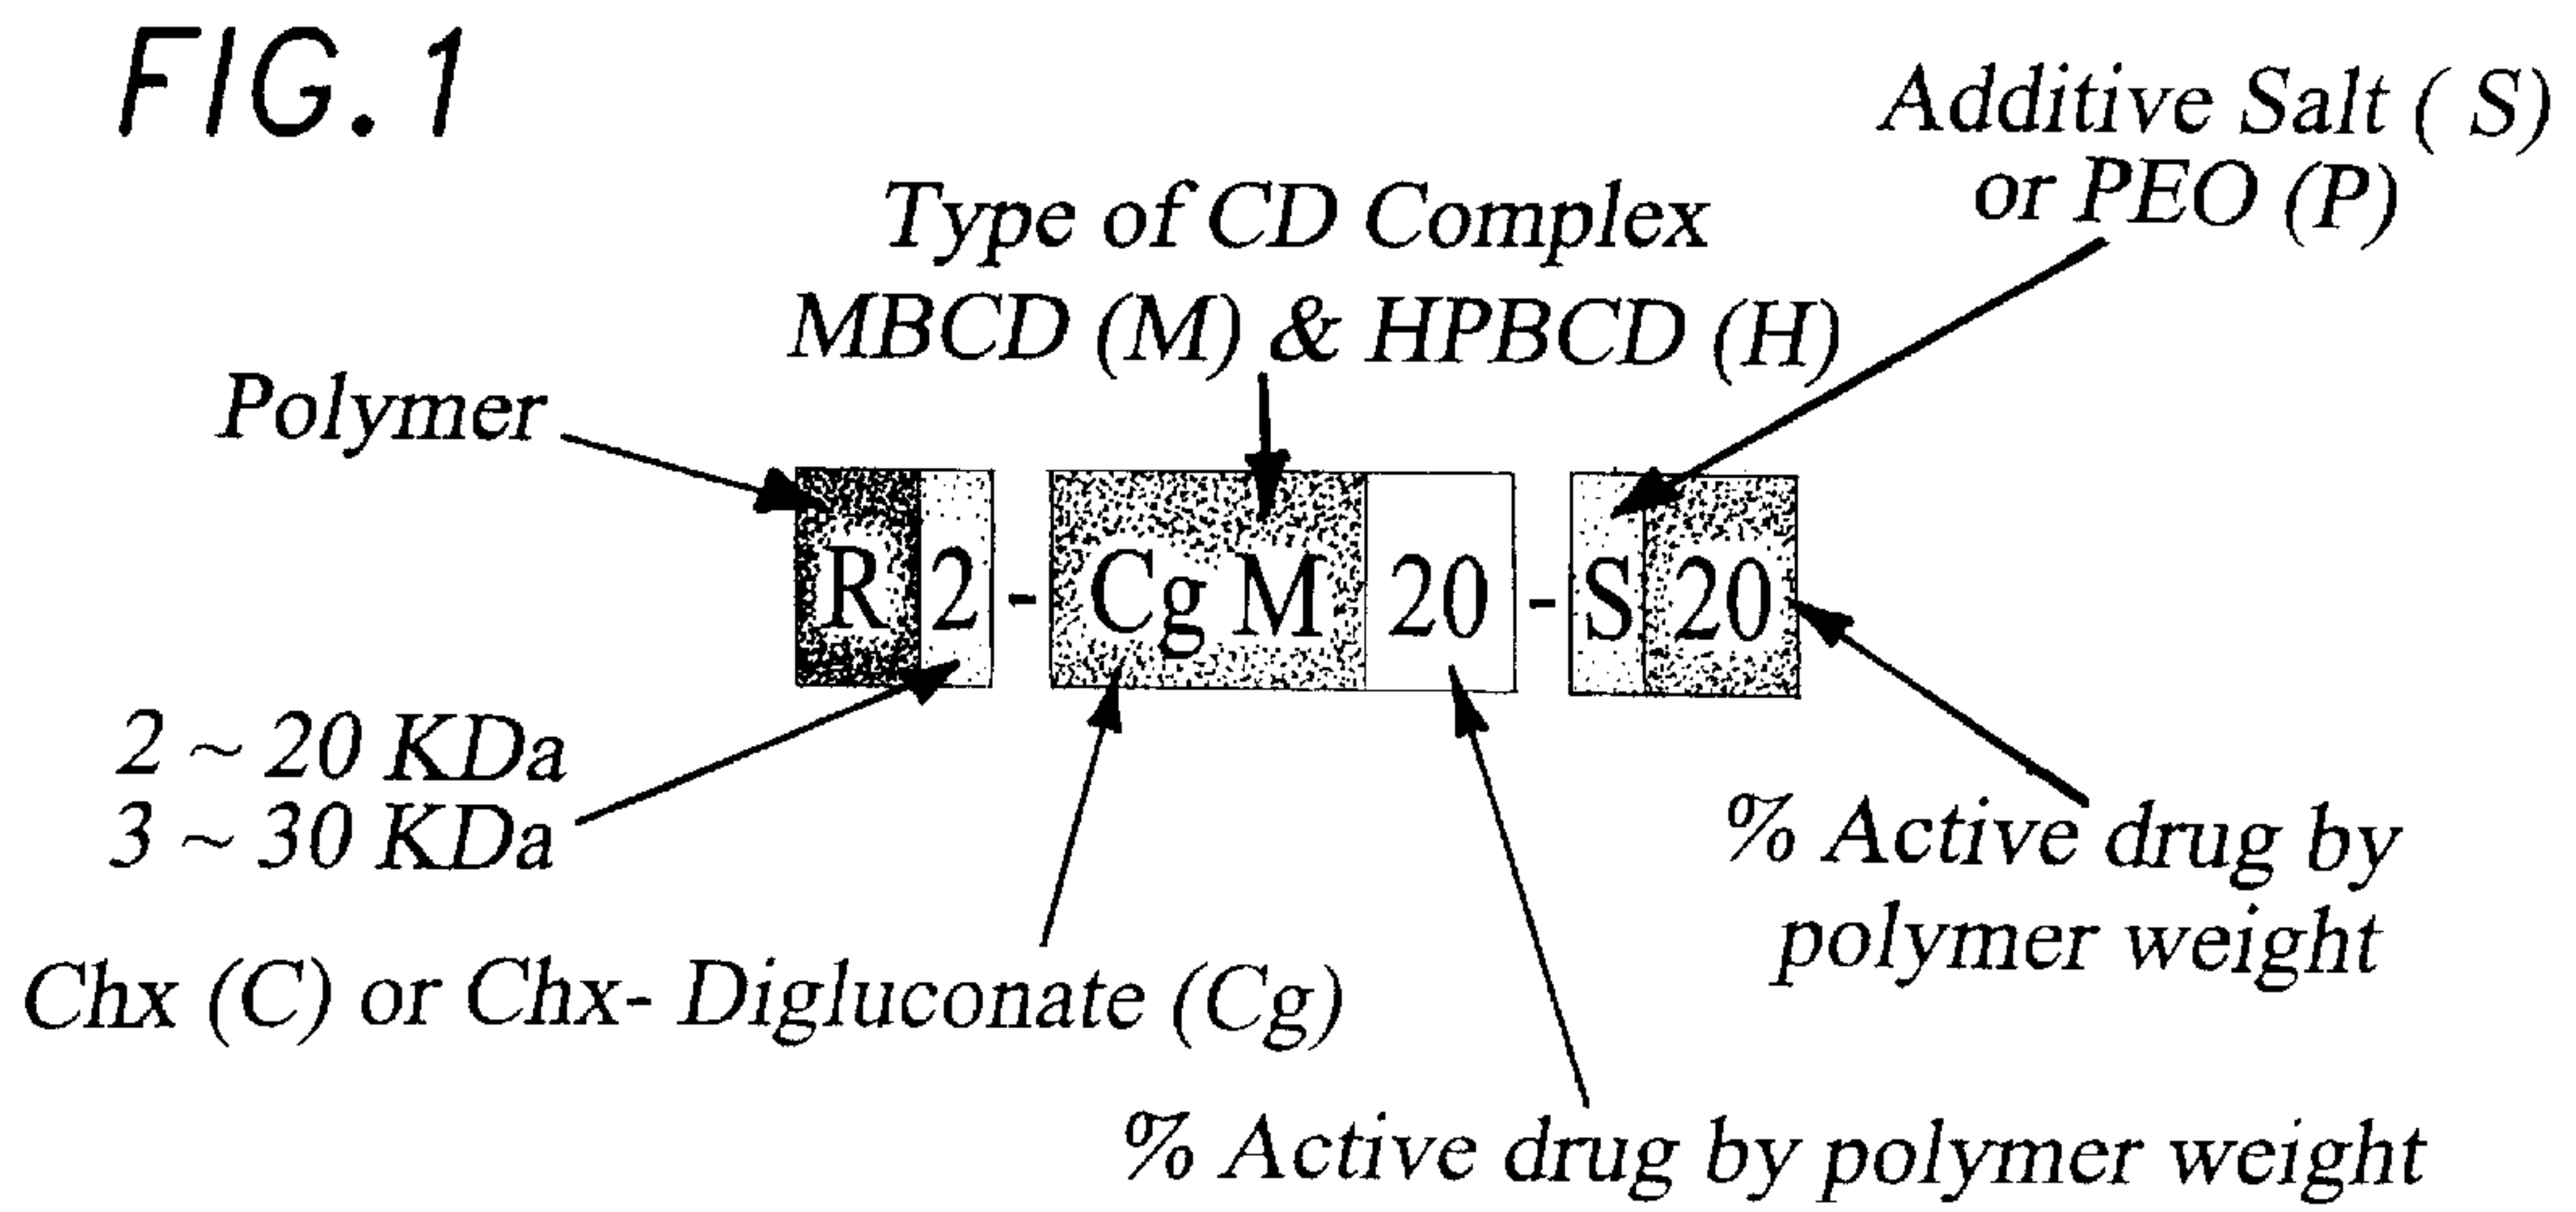 FIG. 1
Additive Salt ( S)
or PEO (P)
Type of CD Complex
MBCD (M) & HPBCD (H)
Polymer
R 2 - Cg M 20 - S 20
2 ~ 20 KDa
3 ~ 30 KDa
% Active drug by
polymer weight
Chx (C) or Chx- Digluconate (Cg)
% Active drug by polymer weight